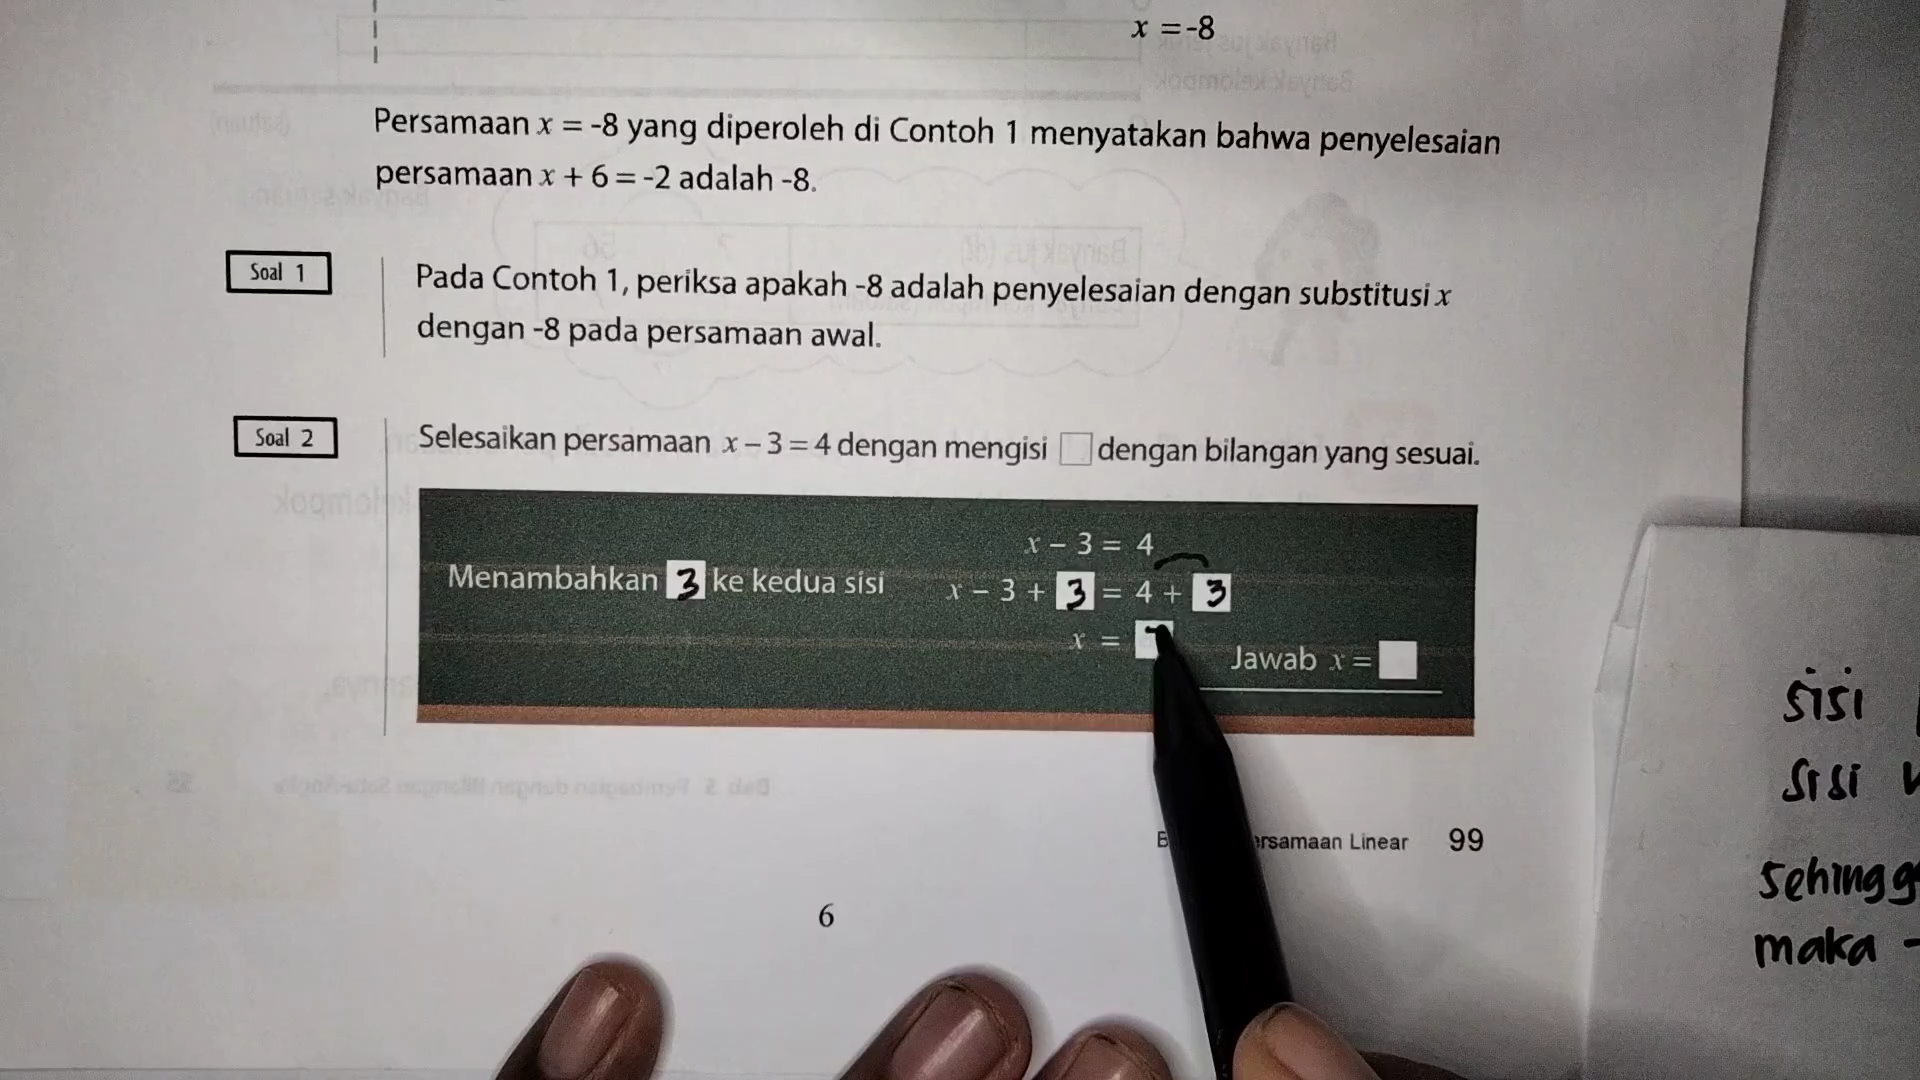 x = -8
Persamaan x = -8 yang diperoleh di Contoh 1 menyatakan bahwa penyelesaian
persamaan x + 6 = -2 adalah -8.
Soal 1
Pada Contoh 1, periksa apakah -8 adalah penyelesaian dengan substitusi x
dengan -8 pada persamaan awal.
Soal 2
Selesaikan persamaan x – 3 = 4 dengan mengisi □ dengan bilangan yang sesuai.
x – 3 = 4
Menambahkan 3 ke kedua sisi
x – 3 + 3 = 4 + 3
x =
Jawab x = □
ersamaan Linear 99
6
sisi
sisi
sehingg
maka -